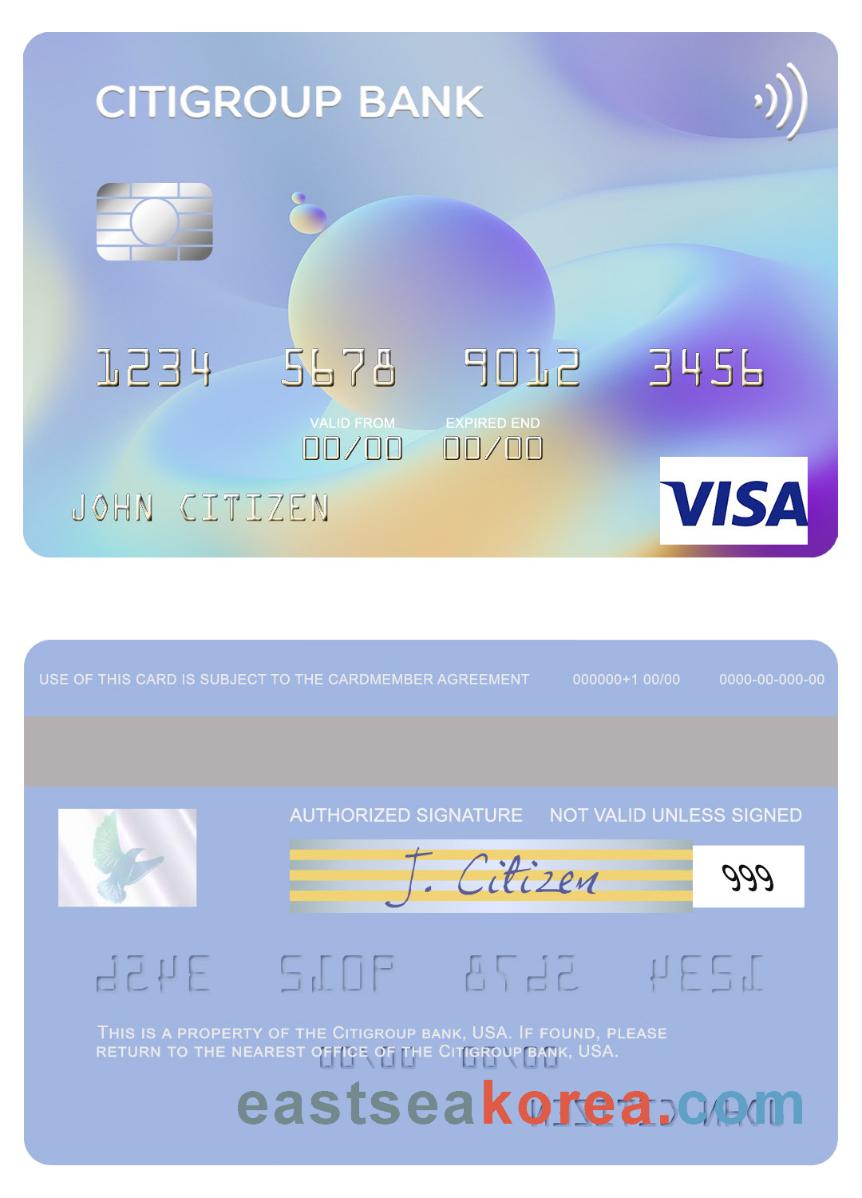 CITIGROUP BANK
1234 5678 9012 3456
VALID FROM EXPIRED END
00/00 00/00
JOHN CITIZEN
VISA
USE OF THIS CARD IS SUBJECT TO THE CARDMEMBER AGREEMENT 000000+1 00/00 0000-00-000-00
AUTHORIZED SIGNATURE NOT VALID UNLESS SIGNED
J. Citizen 999
THIS IS A PROPERTY OF THE CITIGROUP BANK, USA. IF FOUND, PLEASE
RETURN TO THE NEAREST OFFICE OF THE CITIGROUP BANK, USA.
eastseakorea.com